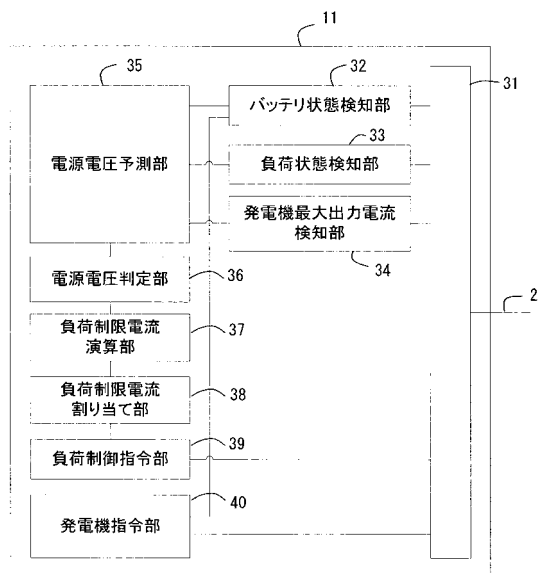 11
35
32
31
バッテリ状態検知部
33
電源電圧予測部
負荷状態検知部
発電機最大出力電流
検知部
34
電源電圧判定部
36
2
負荷制限電流
演算部
37
負荷制限電流
割り当て部
38
39
負荷制御指令部
40
発電機指令部